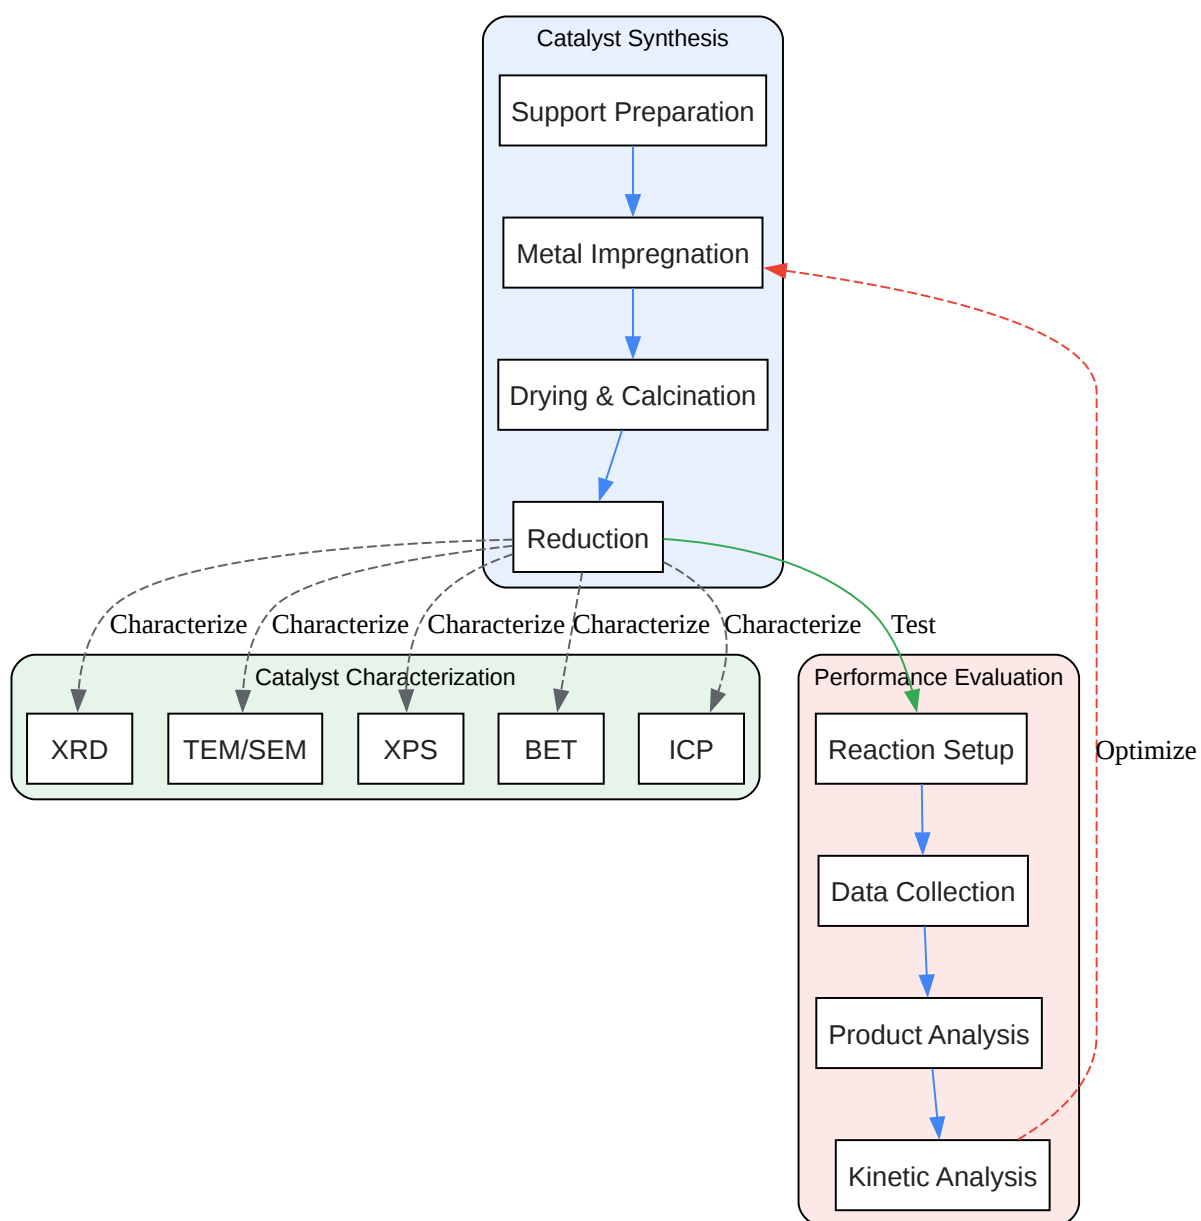 Catalyst Synthesis
Support Preparation
Metal Impregnation
Drying & Calcination
Reduction
Characterize
Characterize
Characterize
Characterize
Characterize
Test
Catalyst Characterization
Performance Evaluation
XRD
TEM/SEM
XPS
BET
ICP
Reaction Setup
Optimize
Data Collection
Product Analysis
Kinetic Analysis